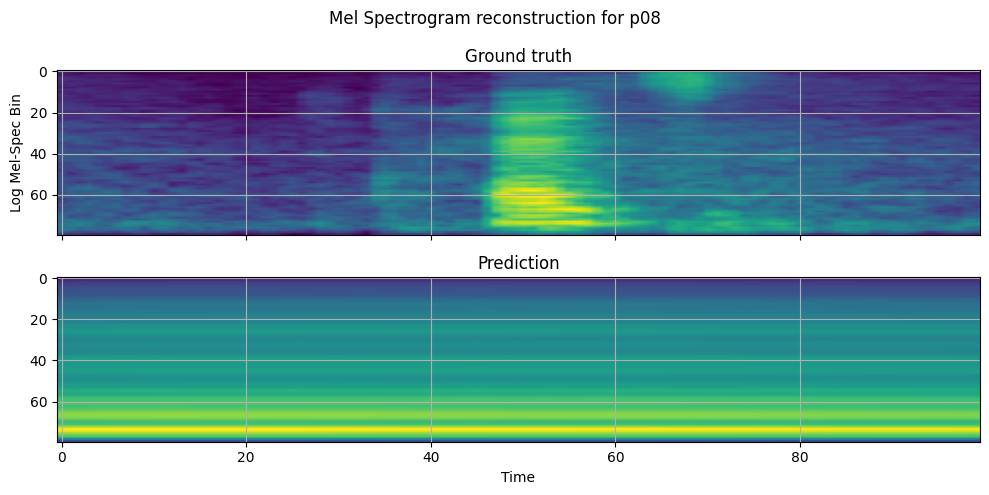 Mel Spectrogram reconstruction for p08
Ground truth
0
20
40
60
Log Mel-Spec Bin
Prediction
0
20
40
60
0 20 40 60 80
Time